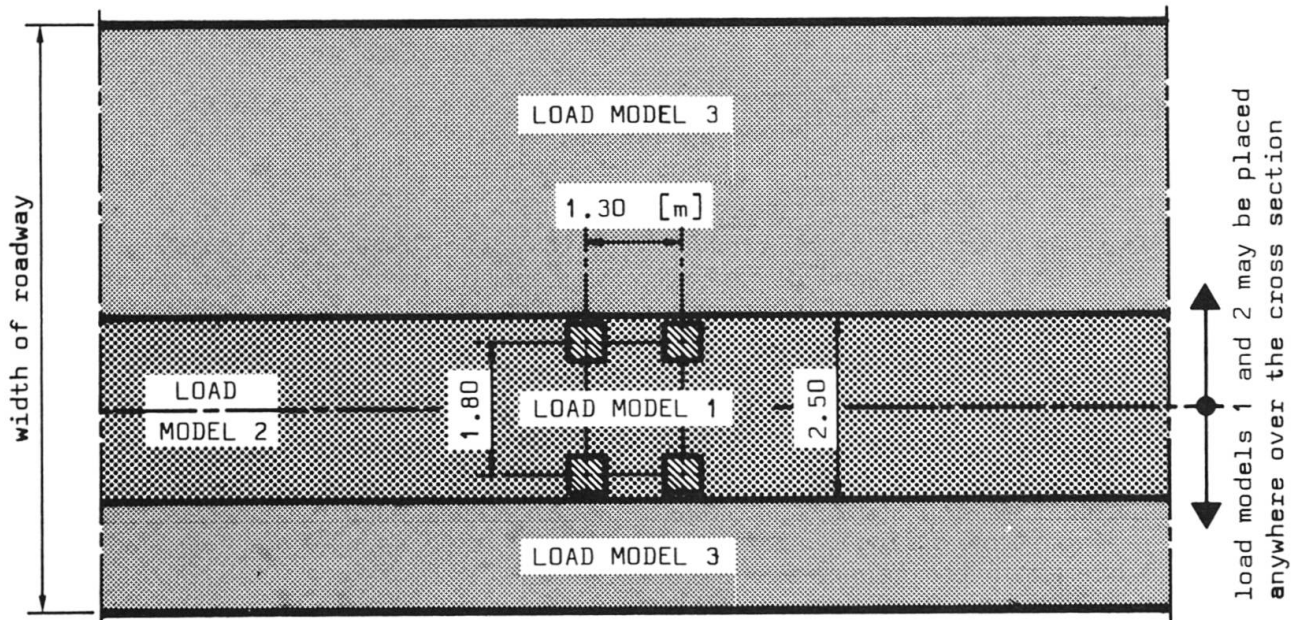 LOAD MODEL 3
1.30 [m]
width of roadway
LOAD
MODEL 2
1.80
LOAD MODEL 1
2.50
LOAD MODEL 3
load models 1 and 2 may be placed
anywhere over the cross section